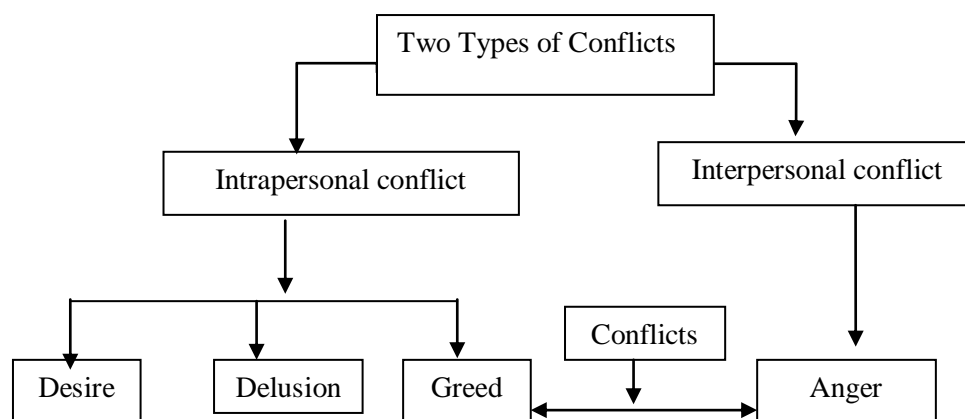 Two Types of Conflicts
Intrapersonal conflict
Interpersonal conflict
Conflicts
Desire
Delusion
Greed
Anger